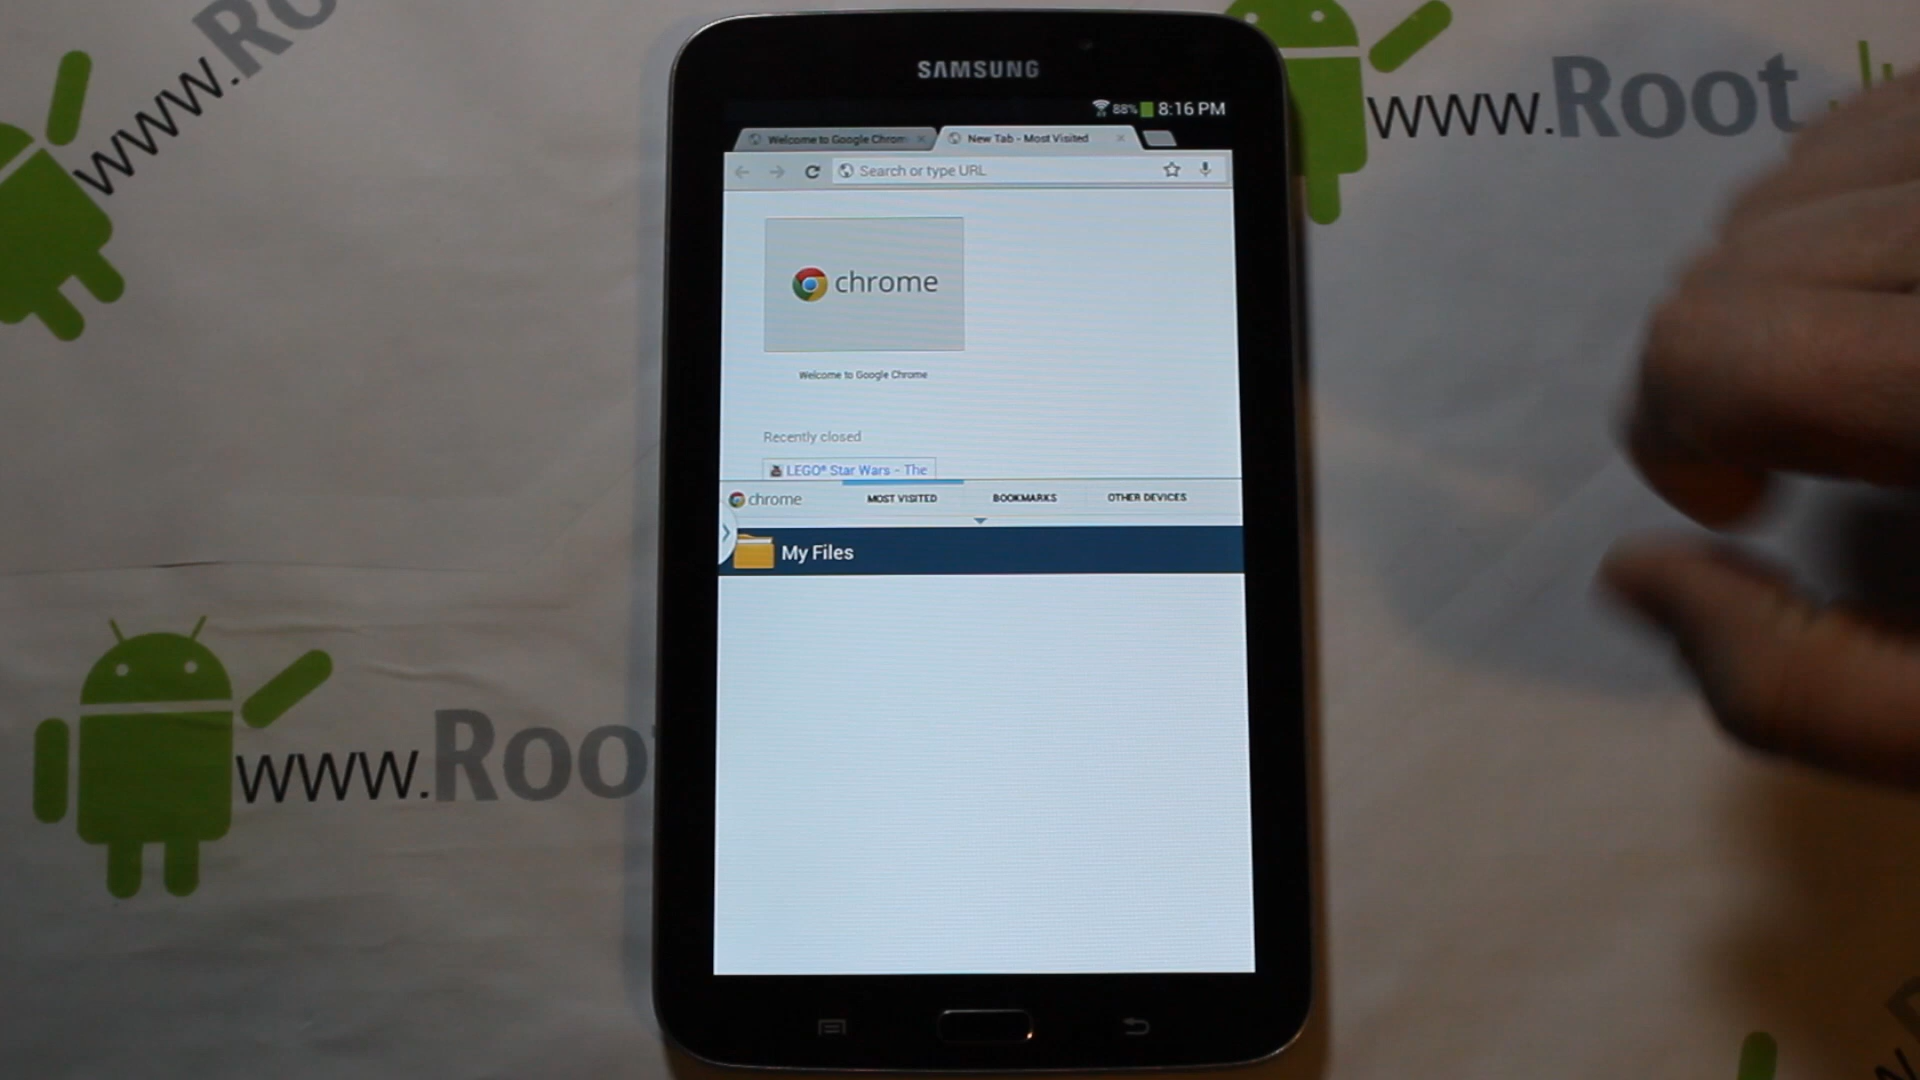 www.Ro
www.Root
SAMSUNG
88% 8:16 PM
Welcome to Google Chrom
New Tab - Most Visited
Search or type URL
chrome
Welcome to Google Chrome
Recently closed
LEGO® Star Wars - The
chrome MOST VISITED BOOKMARKS OTHER DEVICES
My Files
www.Root